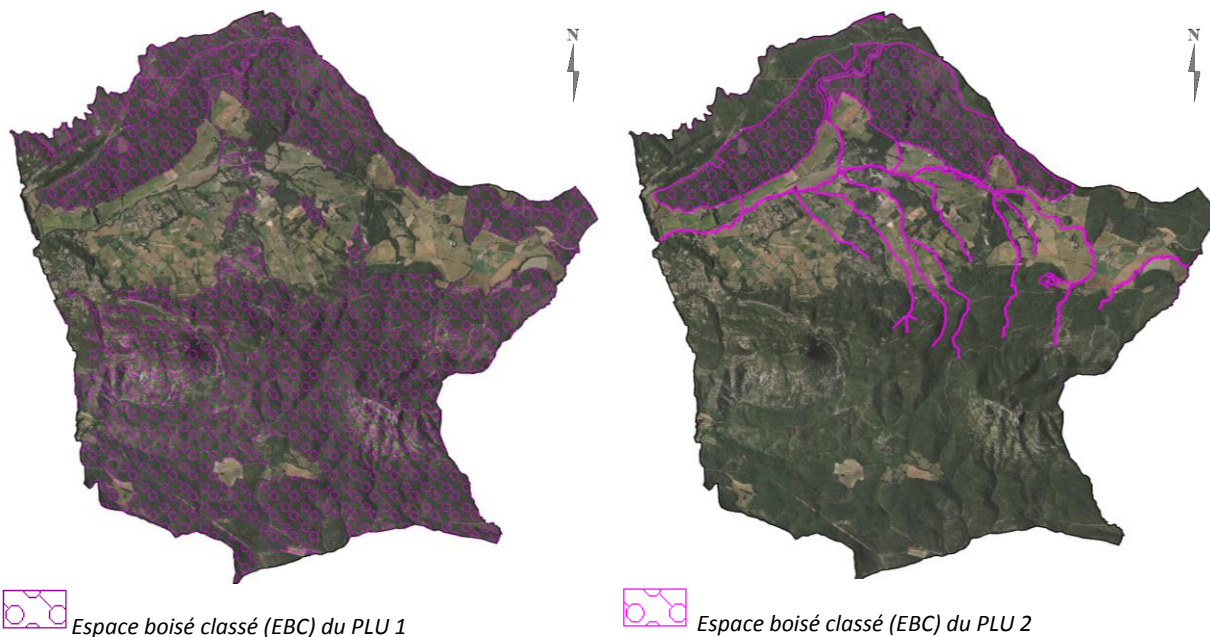 N
N
Espace boisé classé (EBC) du PLU 1
Espace boisé classé (EBC) du PLU 2